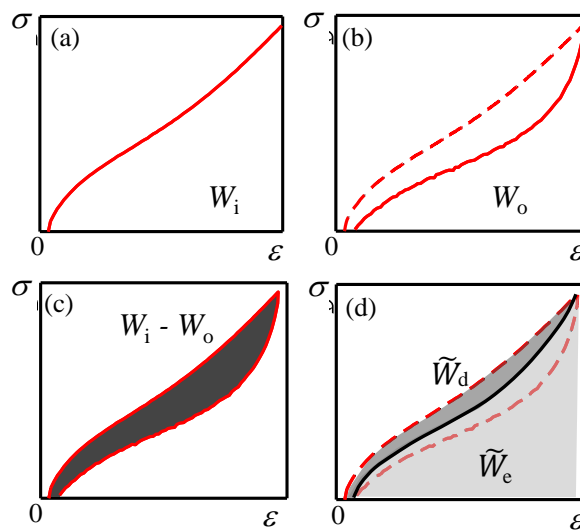 σ (a)
W_i
0 ε
σ (b)
W_o
0 ε
σ (c)
W_i - W_o
0 ε
σ (d)
W̃_d
W̃_e
0 ε